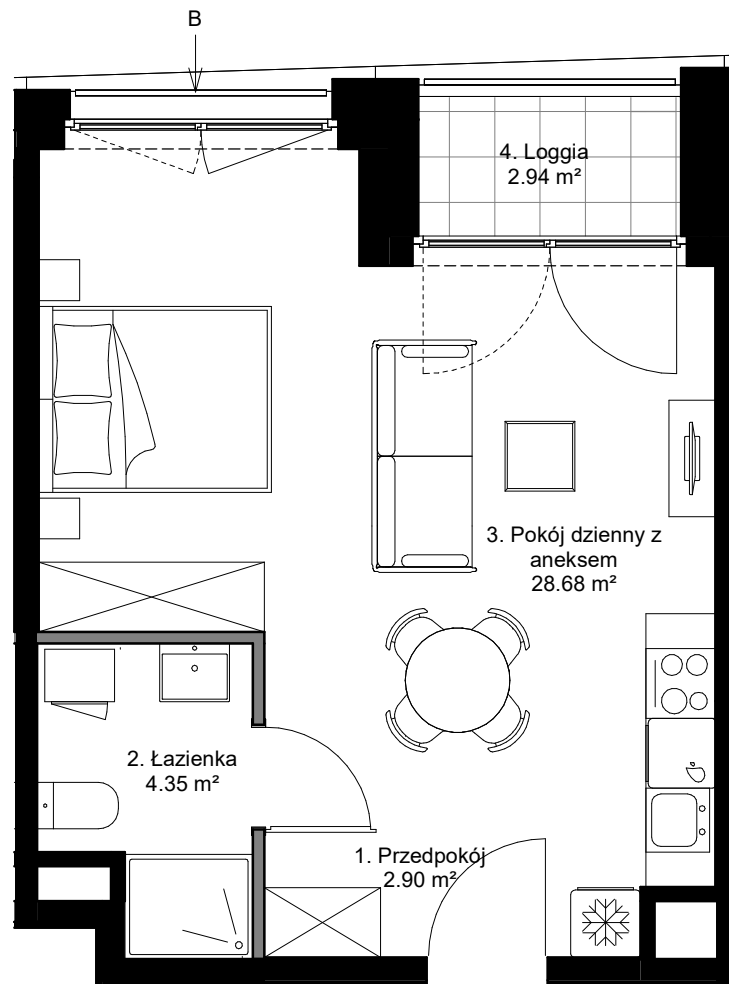 B
4. Loggia
2.94 m²
3. Pokój dzienny z
aneksem
28.68 m²
2. Łazienka
4.35 m²
1. Przedpokój
2.90 m²